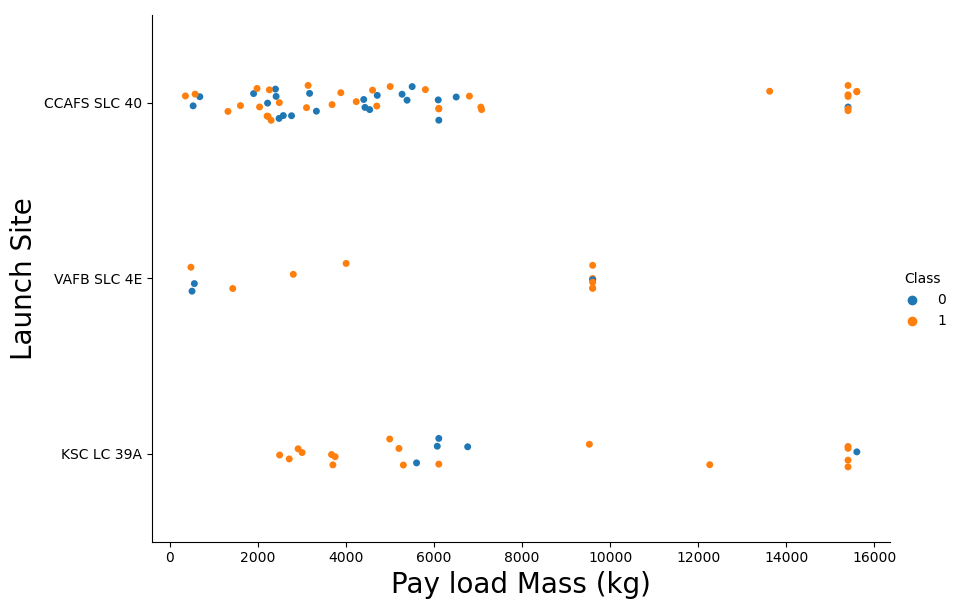 CCAFS SLC 40
VAFB SLC 4E
KSC LC 39A
Launch Site
0
2000
4000
6000
8000
10000
12000
14000
16000
Pay load Mass (kg)
Class
0
1